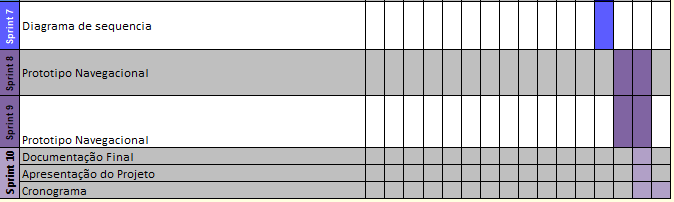 Sprint 7
Diagrama de sequencia
Sprint 8
Prototipo Navegacional
Sprint 9
Prototipo Navegacional
Sprint 10
Documentação Final
Apresentação do Projeto
Cronograma